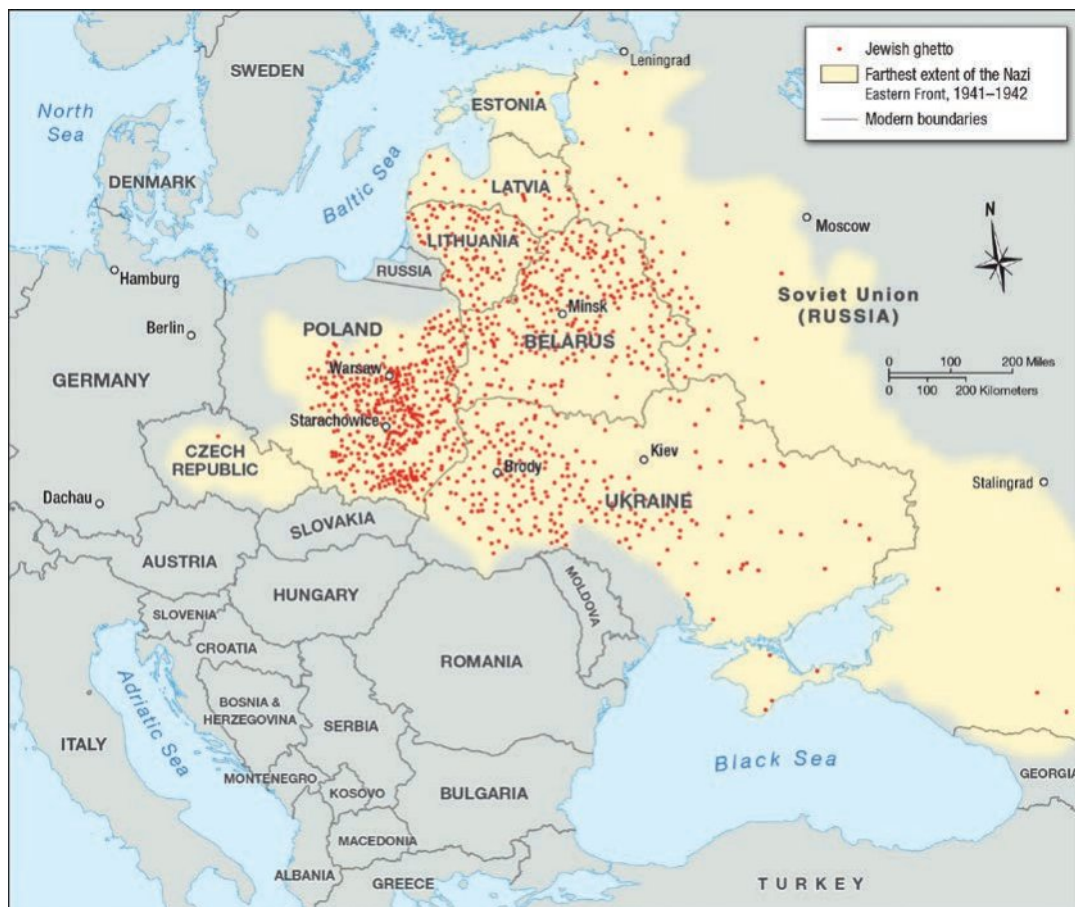 Leningrad
Jewish ghetto
Farthest extent of the Nazi
Eastern Front, 1941–1942
Modern boundaries
SWEDEN
North
Sea
ESTONIA
DENMARK
Baltic Sea
LATVIA
Moscow
N
LITHUANIA
RUSSIA
Hamburg
Soviet Union
(RUSSIA)
Minsk
Berlin
POLAND
BELARUS
0 100 200 Miles
0 100 200 Kilometers
Warsaw
GERMANY
Starachowice
CZECH
REPUBLIC
Kiev
Brody
Stalingrad
Dachau
UKRAINE
SLOVAKIA
AUSTRIA
HUNGARY
MOLDOVA
SLOVENIA
CROATIA
ROMANIA
BOSNIA &
HERZEGOVINA
Adriatic Sea
SERBIA
ITALY
Black Sea
MONTENEGRO
KOSOVO
BULGARIA
GEORGIA
MACEDONIA
ALBANIA
GREECE
TURKEY